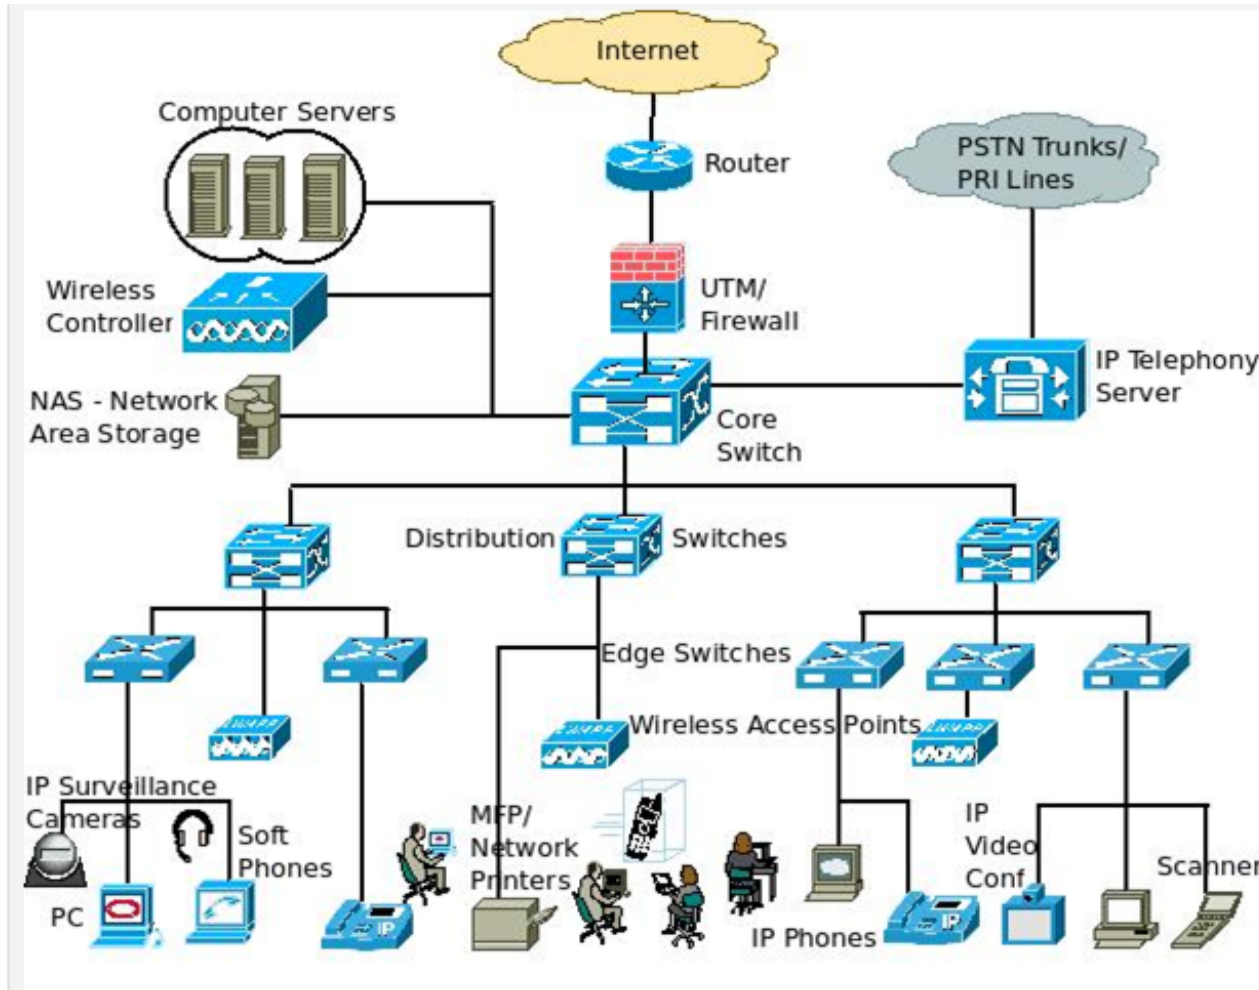 Internet
Computer Servers
Router
PSTN Trunks/
PRI Lines
Wireless
Controller
UTM/
Firewall
IP Telephony
Server
NAS - Network
Area Storage
Core
Switch
Distribution
Switches
Edge Switches
Wireless Access Points
IP Surveillance
Cameras
Soft
Phones
MFP/
Network
Printers
IP
Video
Conf
Scanner
PC
IP Phones
IP
IP